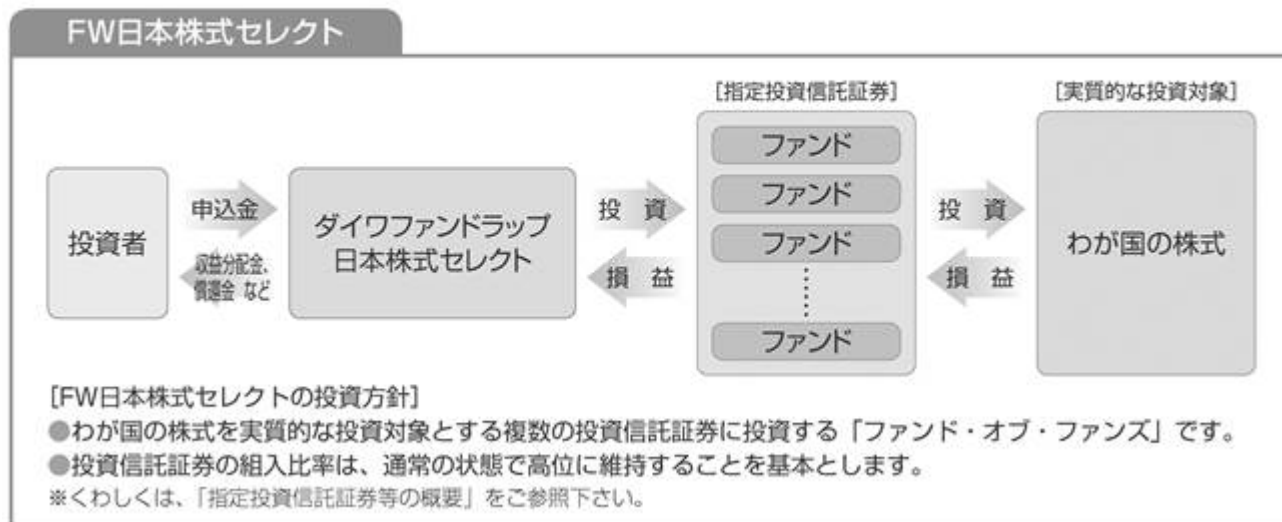 FW日本株式セレクト
[指定投資信託証券]
[実質的な投資対象]
投資者
申込金
収益分配金、
償還金 など
ダイワファンドラップ
日本株式セレクト
投 資
損 益
ファンド
ファンド
ファンド
ファンド
投 資
損 益
わが国の株式
[FW日本株式セレクトの投資方針]
●わが国の株式を実質的な投資対象とする複数の投資信託証券に投資する「ファンド・オブ・ファンズ」です。
●投資信託証券の組入比率は、通常の状態で高位に維持することを基本とします。
※くわしくは、「指定投資信託証券等の概要」をご参照下さい。